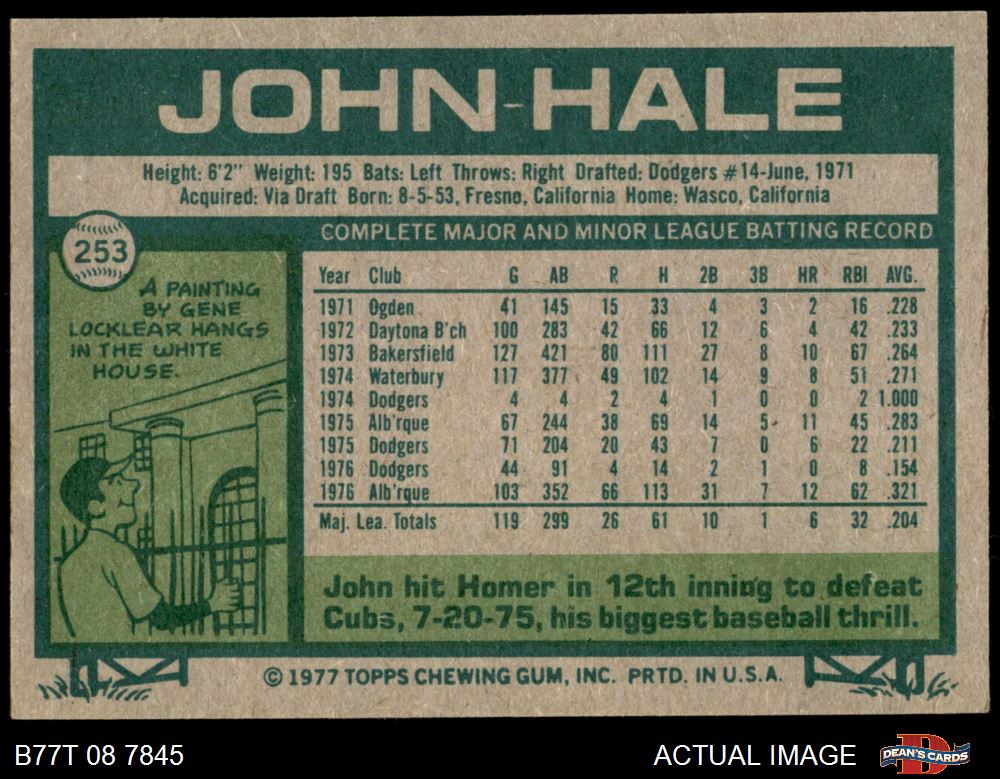 JOHN HALE
Height: 6'2" Weight: 195 Bats: Left Throws: Right Drafted: Dodgers #14-June, 1971
Acquired: Via Draft Born: 8-5-53, Fresno, California Home: Wasco, California
253
A PAINTING
BY GENE
LOCKLEAR HANGS
IN THE WHITE
HOUSE.
COMPLETE MAJOR AND MINOR LEAGUE BATTING RECORD
Year Club G AB R H 2B 3B HR RBI AVG.
1971 Ogden 41 145 15 33 4 3 2 16 .228
1972 Daytona B'ch 100 283 42 66 12 6 4 42 .233
1973 Bakersfield 127 421 80 111 27 8 10 67 .264
1974 Waterbury 117 377 49 102 14 9 8 51 .271
1974 Dodgers 4 4 2 4 1 0 0 2 1.000
1975 Alb'rque 67 244 38 69 14 5 11 45 .283
1975 Dodgers 71 204 20 43 7 0 6 22 .211
1976 Dodgers 44 91 4 14 2 1 0 8 .154
1976 Alb'rque 103 352 66 113 31 7 12 62 .321
Maj. Lea. Totals 119 299 26 61 10 1 6 32 .204
John hit Homer in 12th inning to defeat
Cubs, 7-20-75, his biggest baseball thrill.
© 1977 TOPPS CHEWING GUM, INC. PRTD. IN U.S.A.
B77T 08 7845
ACTUAL IMAGE
D
DEAN'S CARDS